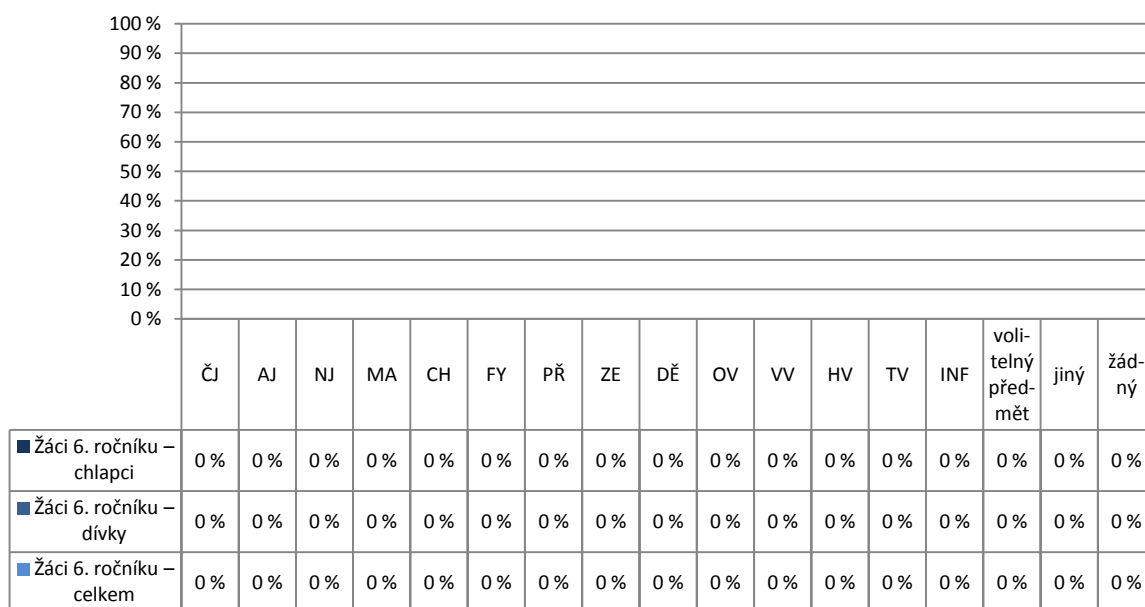 100 %
90 %
80 %
70 %
60 %
50 %
40 %
30 %
20 %
10 %
0 %
ČJ AJ NJ MA CH FY PŘ ZE DĚ OV VV HV TV INF voli-
telný
před-
mět jiný žád-
ný
Žáci 6. ročníku –
chlapci 0 % 0 % 0 % 0 % 0 % 0 % 0 % 0 % 0 % 0 % 0 % 0 % 0 % 0 % 0 % 0 % 0 %
Žáci 6. ročníku –
dívky 0 % 0 % 0 % 0 % 0 % 0 % 0 % 0 % 0 % 0 % 0 % 0 % 0 % 0 % 0 % 0 % 0 %
Žáci 6. ročníku –
celkem 0 % 0 % 0 % 0 % 0 % 0 % 0 % 0 % 0 % 0 % 0 % 0 % 0 % 0 % 0 % 0 % 0 %